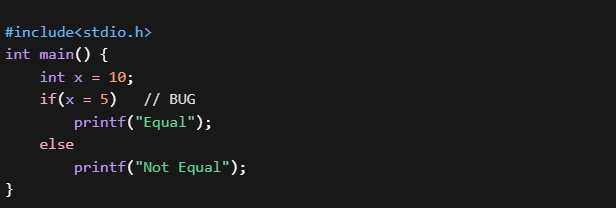 #include<stdio.h>
int main() {
    int x = 10;
    if(x = 5)   // BUG
        printf("Equal");
    else
        printf("Not Equal");
}